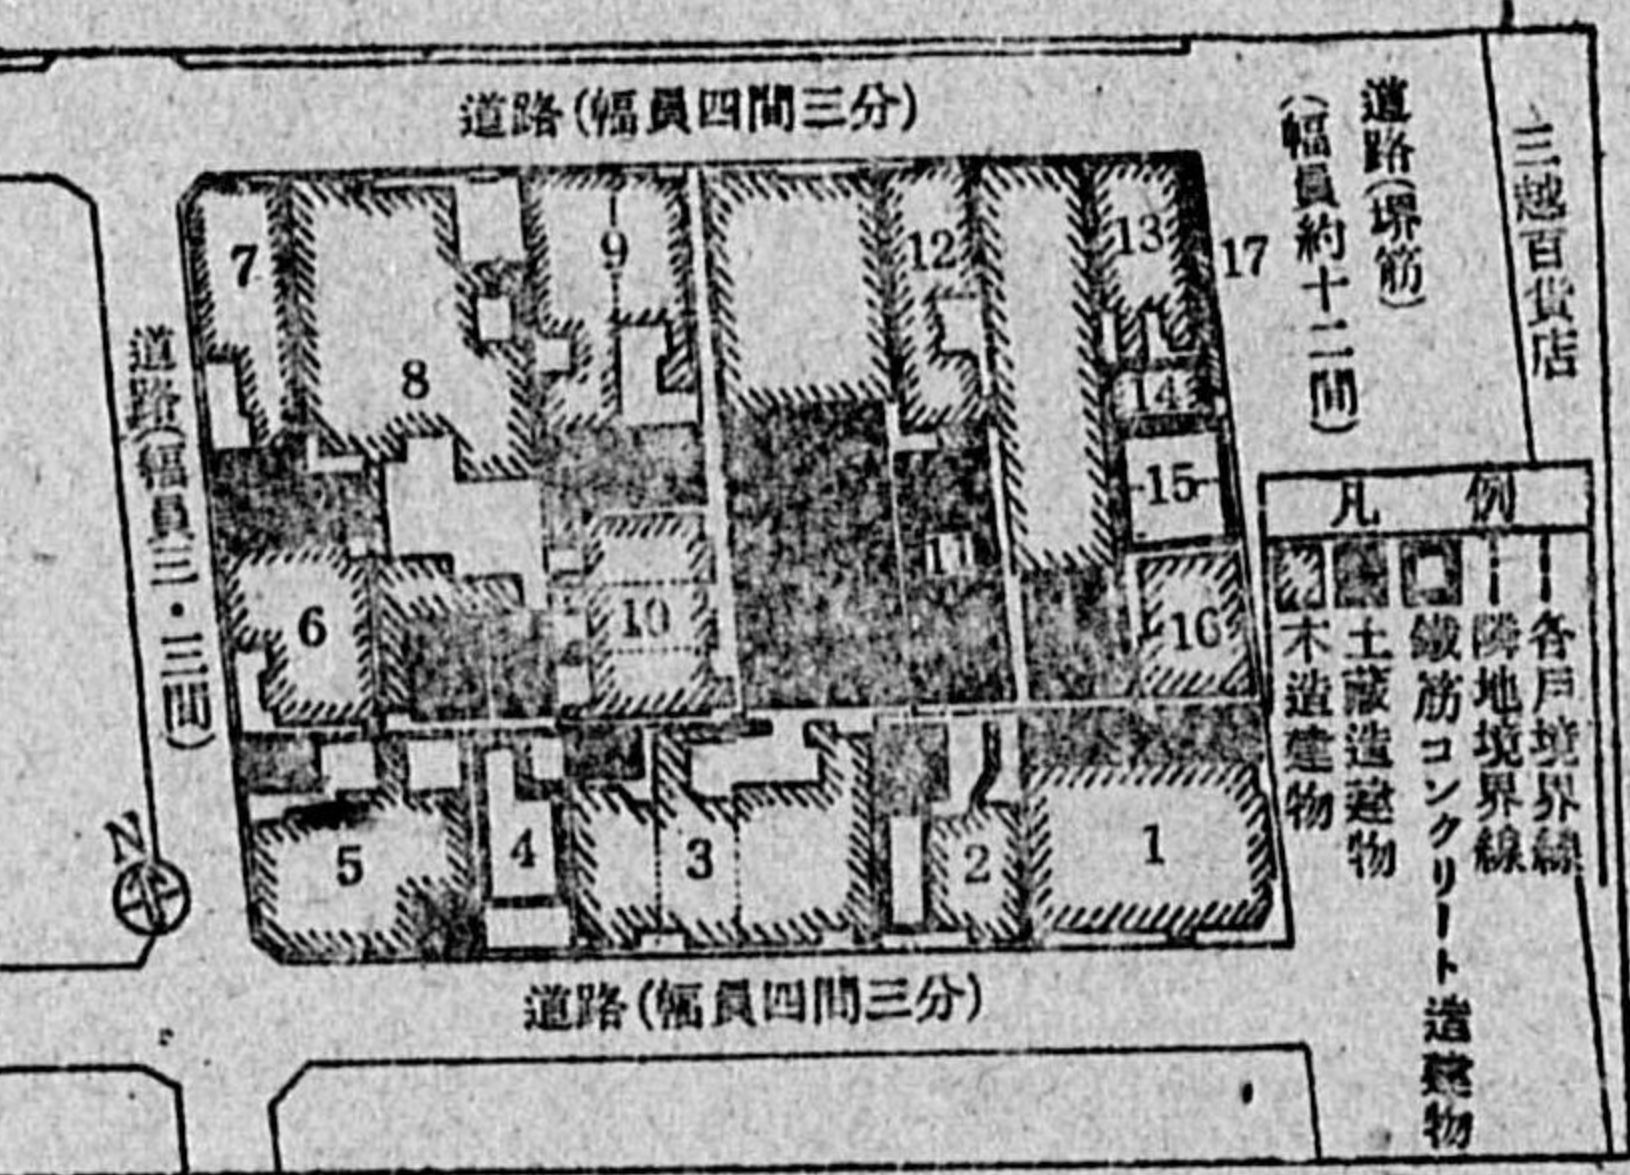 道路(幅員四間三分)
道路(堺筋)
(幅員約十二間)
三越百貨店
道路(幅員三・三間)
7
8
9
12
13
17
14
15
11
10
16
6
5
4
3
2
1
N
道路(幅員四間三分)
凡例
各戸境界線
隣地境界線
鐵筋コンクリート造建物
土蔵造建物
木造建物